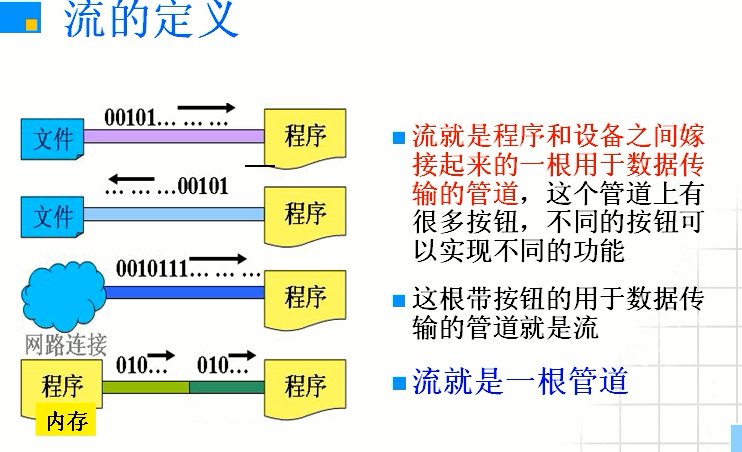 流的定义
00101… … …
文件
程序
… … …00101
文件
程序
0010111… … …
程序
网路连接
010… 010…
程序
程序
内存
流就是程序和设备之间嫁
接起来的一根用于数据传
输的管道，这个管道上有
很多按钮，不同的按钮可
以实现不同的功能
这根带按钮的用于数据传
输的管道就是流
流就是一根管道